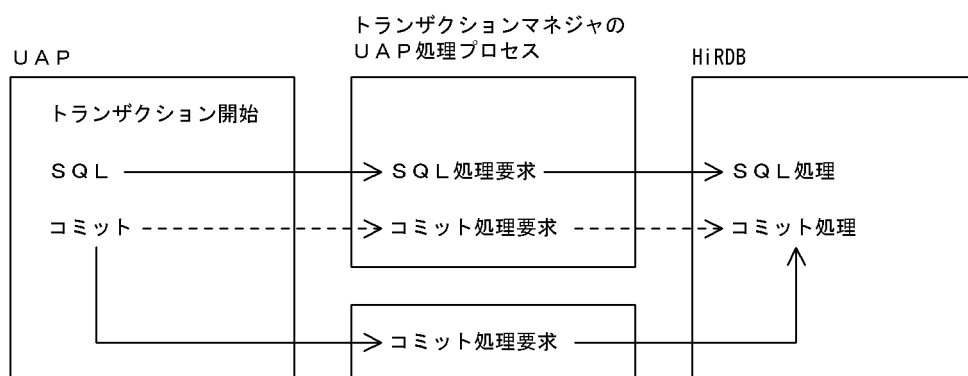 トランザクションマネジャの
UAP処理プロセス
UAP
HiRDB
トランザクション開始
SQL
SQL処理要求
SQL処理
コミット
コミット処理要求
コミット処理
コミット処理要求